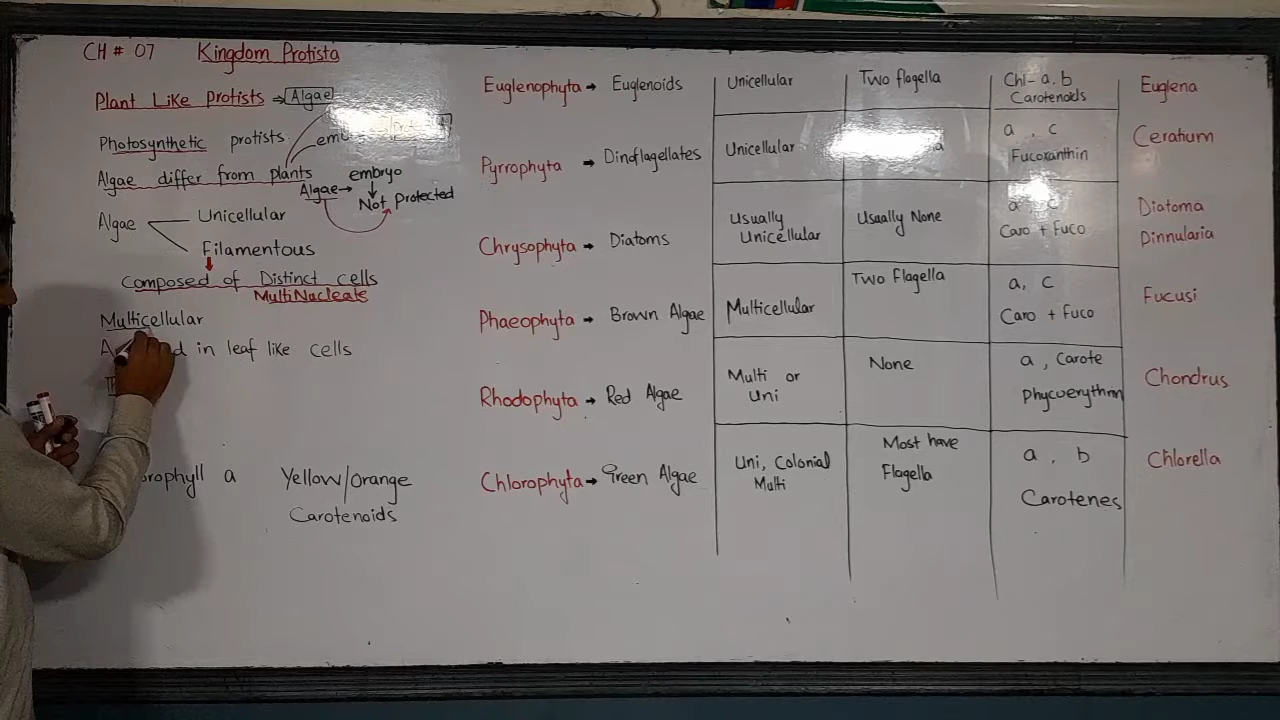 CH # 07 Kingdom Protista
Plant Like Protists → Algae
Photosynthetic protists
Algae differ from plants
embryo
Algae → Not Protected
Algae
Unicellular
Filamentous
Composed of Distinct cells
MultiNucleate
Multicellular
in leaf like cells
a
Yellow/Orange
Carotenoids
Euglenophyta → Euglenoids Unicellular Two flagella Chl- a, b Carotenoids Euglena
Pyrrophyta → Dinoflagellates Unicellular a , c Fucoxanthin Ceratium
Chrysophyta → Diatoms Usually Unicellular Usually None a , c Caro + Fuco Diatoma Dinnularia
Phaeophyta → Brown Algae Multicellular Two Flagella a, c Caro + Fuco Fucusi
Rhodophyta → Red Algae Multi or Uni None a , Carote Phycoerythrin Chondrus
Chlorophyta → Green Algae Uni, Colonial Multi Most have Flagella a , b Carotenes Chlorella